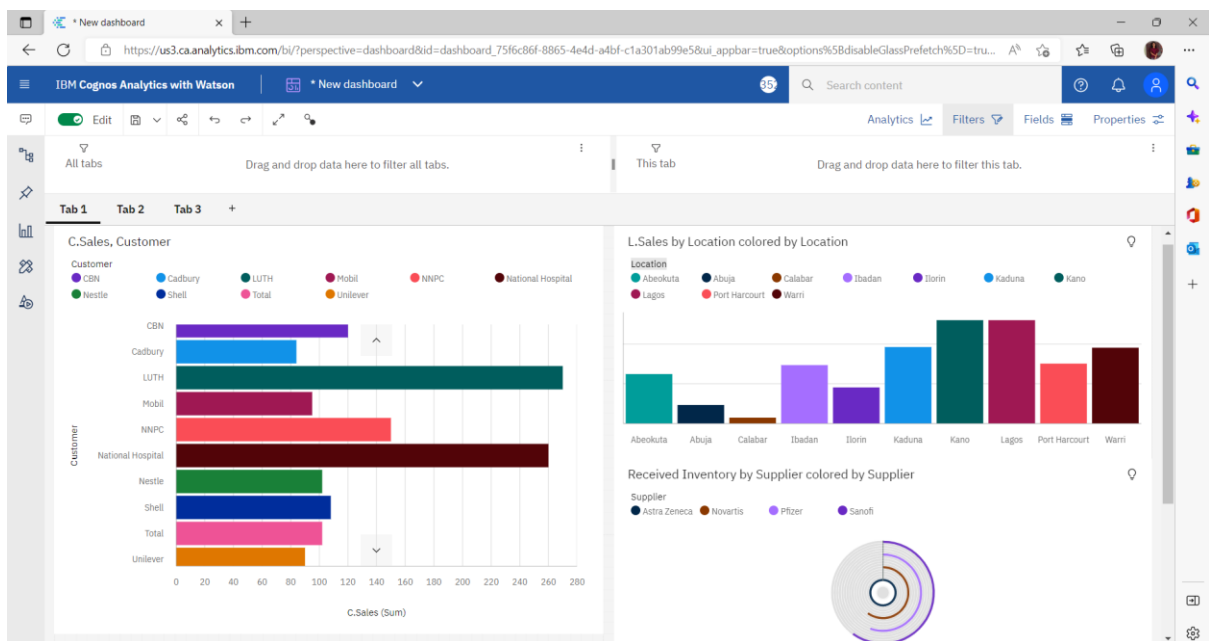 * New dashboard
https://us3.ca.analytics.ibm.com/bi/?perspective=dashboard&id=dashboard_75f6c86f-8865-4e4d-a4bf-c1a301ab99e5&ui_appbar=true&options%5BdisableGlassPrefetch%5D=tru...
IBM Cognos Analytics with Watson
* New dashboard
Search content
Edit
Analytics
Filters
Fields
Properties
All tabs
Drag and drop data here to filter all tabs.
This tab
Drag and drop data here to filter this tab.
Tab 1 Tab 2 Tab 3 +
C.Sales, Customer
Customer
CBN Cadbury LUTH Mobil NNPC National Hospital
Nestle Shell Total Unilever
CBN
Cadbury
LUTH
Mobil
NNPC
National Hospital
Nestle
Shell
Total
Unilever
Customer
0 20 40 60 80 100 120 140 160 180 200 220 240 260 280
C.Sales (Sum)
L.Sales by Location colored by Location
Location
Abeokuta Abuja Calabar Ibadan Ilorin Kaduna Kano
Lagos Port Harcourt Warri
Abeokuta Abuja Calabar Ibadan Ilorin Kaduna Kano Lagos Port Harcourt Warri
Received Inventory by Supplier colored by Supplier
Supplier
Astra Zeneca Novartis Pfizer Sanofi